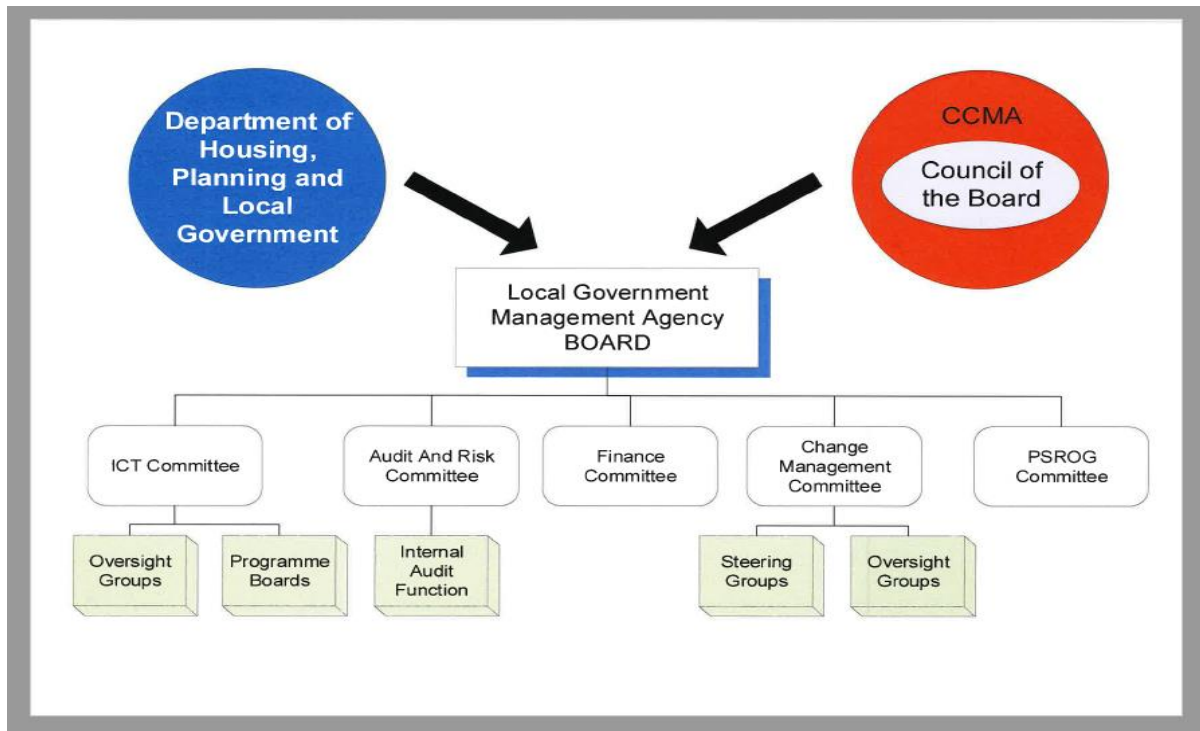 Department of
Housing,
Planning and
Local
Government
CCMA
Council of
the Board
Local Government
Management Agency
BOARD
ICT Committee
Audit And Risk
Committee
Finance
Committee
Change
Management
Committee
PSROG
Committee
Oversight
Groups
Programme
Boards
Internal
Audit
Function
Steering
Groups
Oversight
Groups